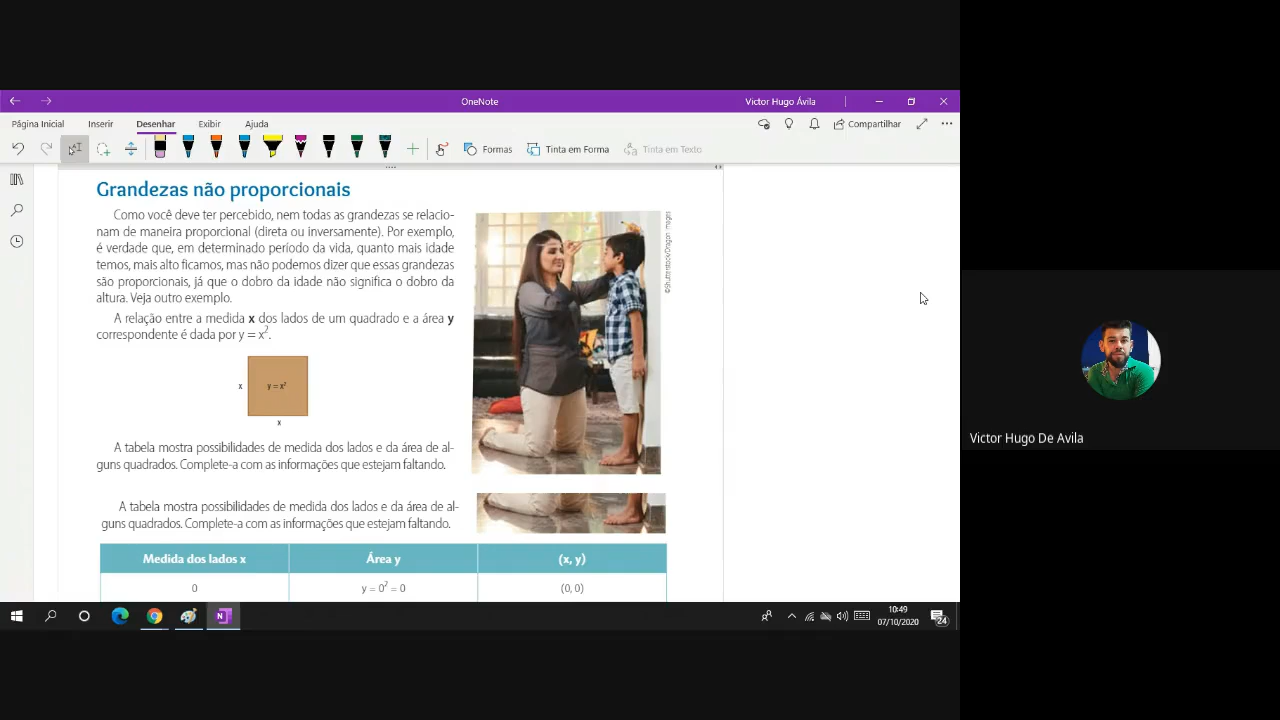 OneNote
Victor Hugo Ávila
Página Inicial Inserir Desenhar Exibir Ajuda
Compartilhar
Formas Tinta em Forma Tinta em Texto
Grandezas não proporcionais
Como você deve ter percebido, nem todas as grandezas se relacio-
nam de maneira proporcional (direta ou inversamente). Por exemplo,
é verdade que, em determinado período da vida, quanto mais idade
temos, mais alto ficamos, mas não podemos dizer que essas grandezas
são proporcionais, já que o dobro da idade não significa o dobro da
altura. Veja outro exemplo.
A relação entre a medida x dos lados de um quadrado e a área y
correspondente é dada por y = x².
x
y = x²
x
©Shutterstock/Dragon Images
A tabela mostra possibilidades de medida dos lados e da área de al-
guns quadrados. Complete-a com as informações que estejam faltando.
A tabela mostra possibilidades de medida dos lados e da área de al-
guns quadrados. Complete-a com as informações que estejam faltando.
Medida dos lados x Área y (x, y)
0 y = 0² = 0 (0, 0)
10:49
07/10/2020
24
Victor Hugo De Avila